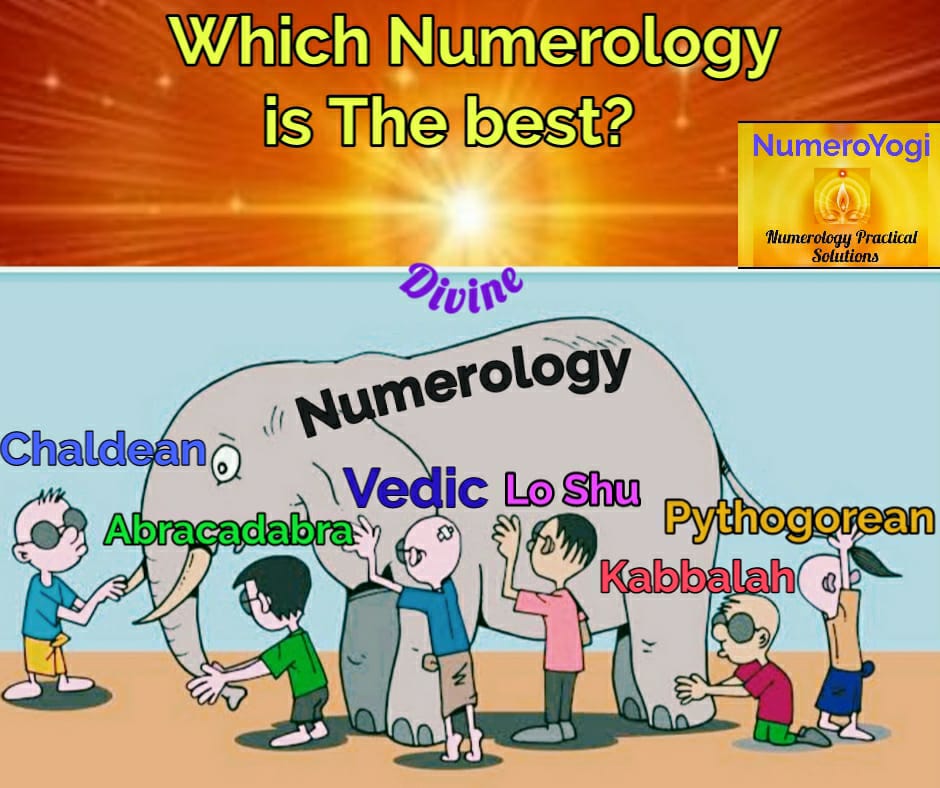 Which Numerology
is The best?
NumeroYogi
Numerology Practical
Solutions
Divine
Numerology
Chaldean
Vedic
Lo Shu
Abracadabra
Pythogorean
Kabbalah